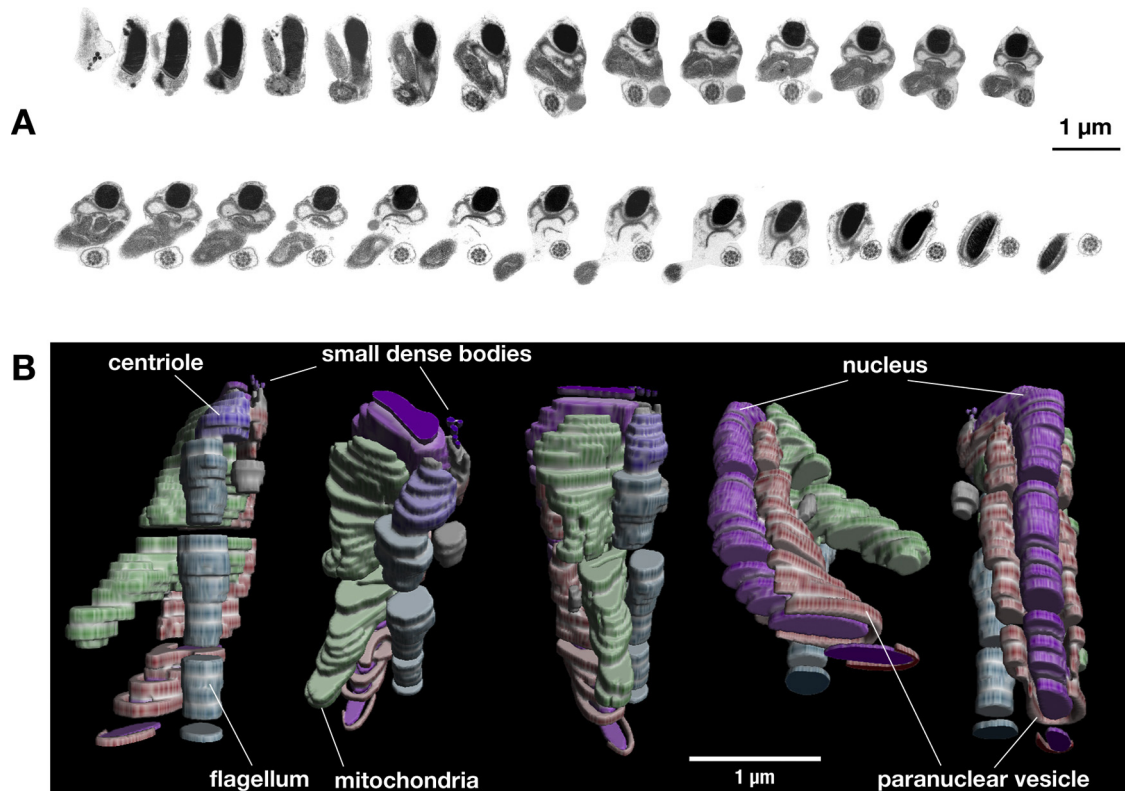 A
1 µm
B
centriole
small dense bodies
nucleus
flagellum
mitochondria
1 µm
paranuclear vesicle